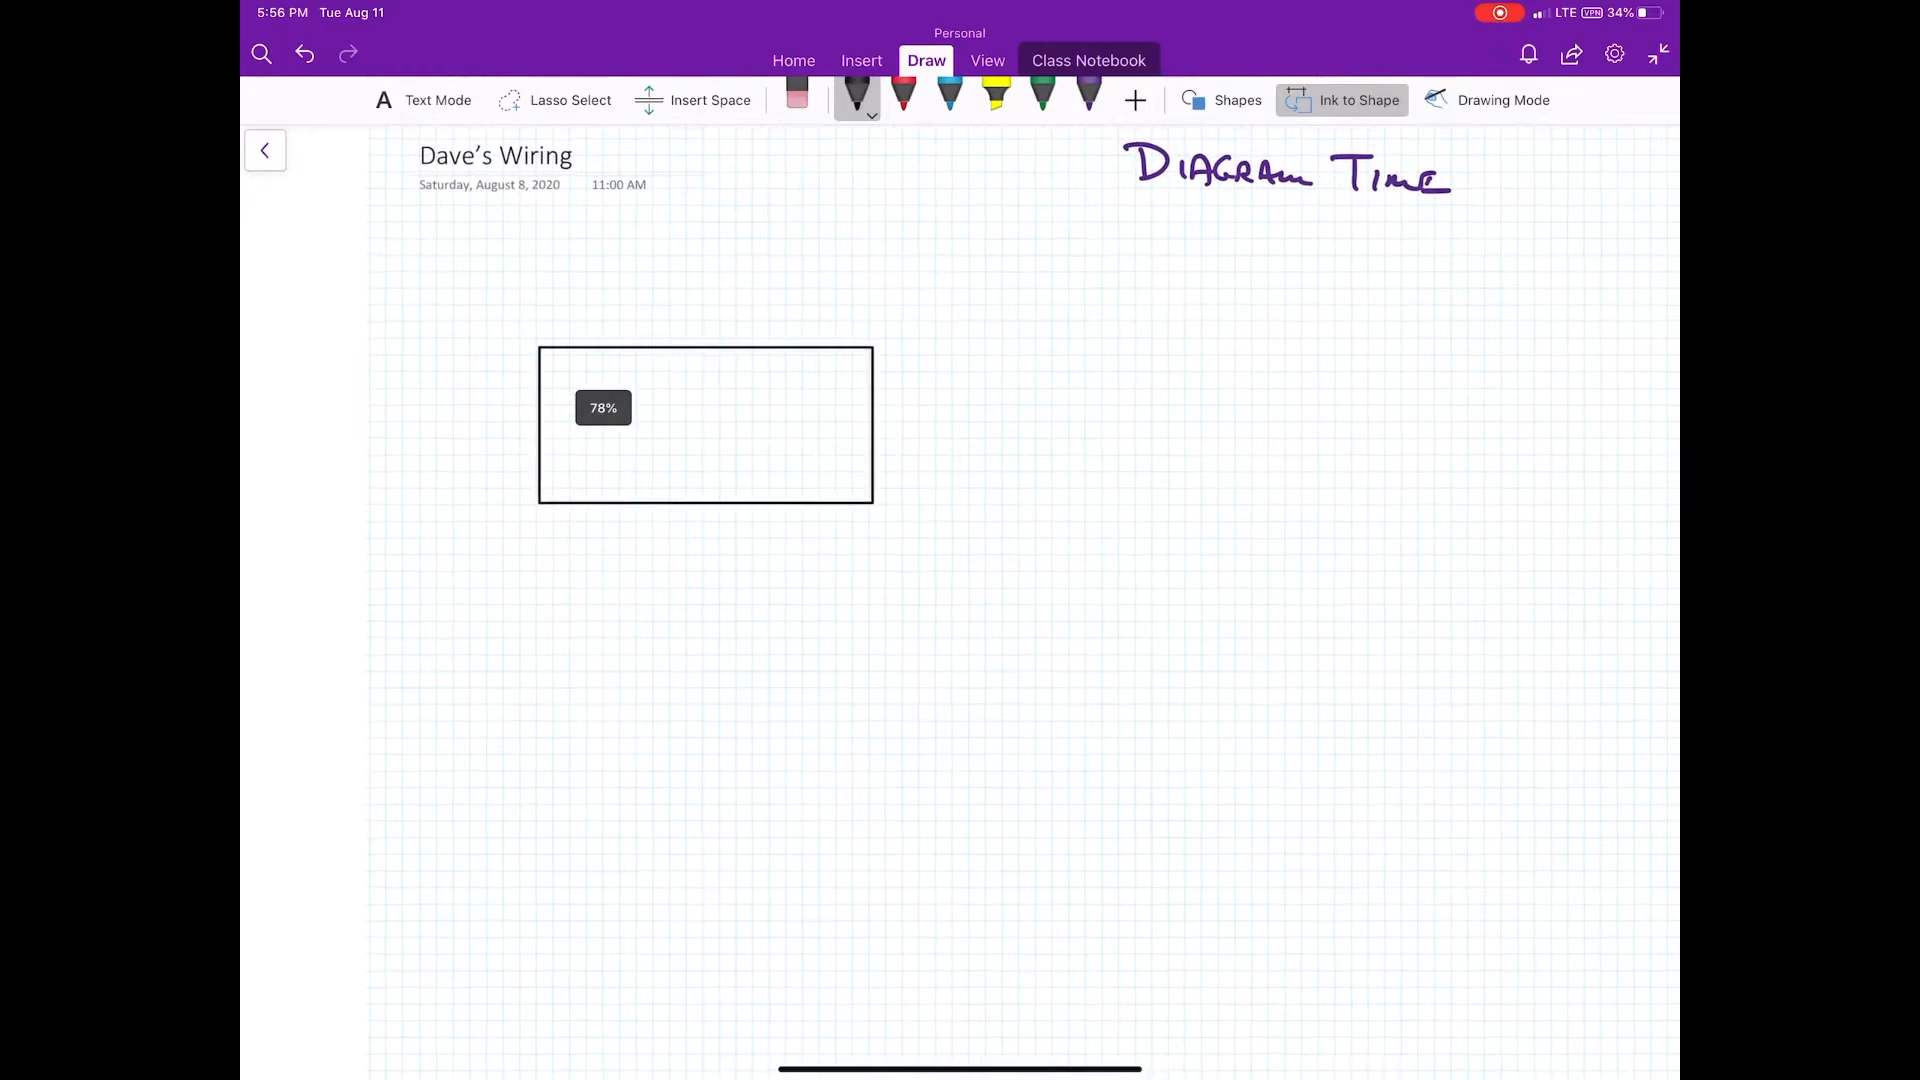 5:56 PM Tue Aug 11
LTE VPN 34%
Personal
Home Insert Draw View Class Notebook
A Text Mode Lasso Select Insert Space Shapes Ink to Shape Drawing Mode
Dave’s Wiring
Saturday, August 8, 2020 11:00 AM
DIAGRAM TIME
78%